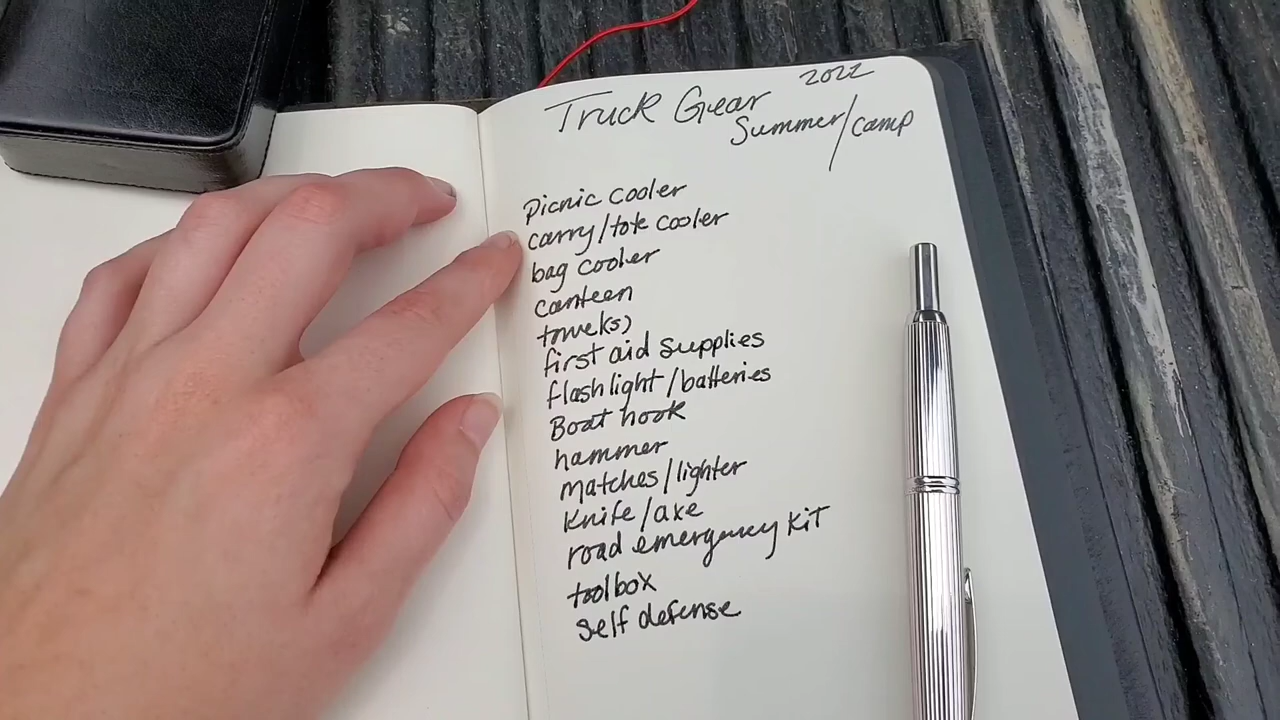 Truck Gear 2022
Summer/camp
Picnic cooler
carry/tote cooler
bag cooler
canteen
towel(s)
first aid supplies
flashlight/batteries
Boat hook
hammer
matches/lighter
Knife/axe
road emergency Kit
toolbox
self defense